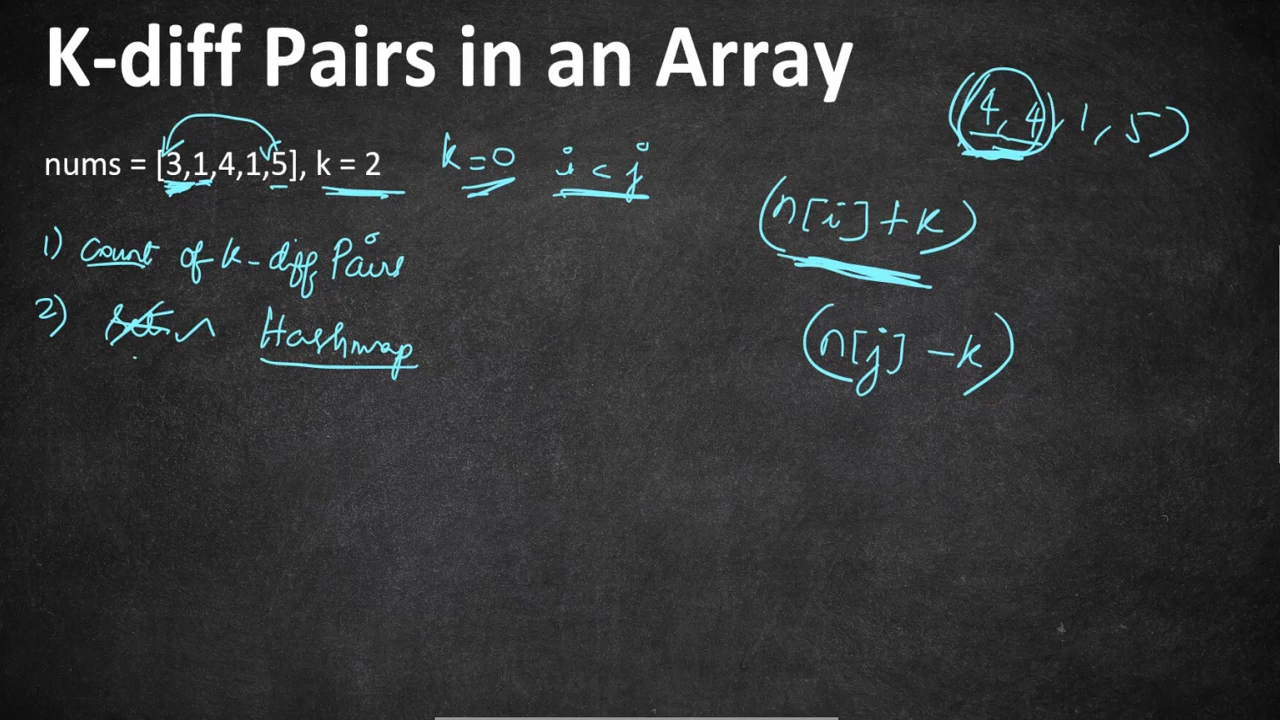 K-diff Pairs in an Array
(4, 4), 1, 5)
nums = [3,1,4,1,5], k = 2
k=0
i < j
(n[i]+k)
1) Count of k-diff Pairs
2) Set Hashmap
(n[j] -k)